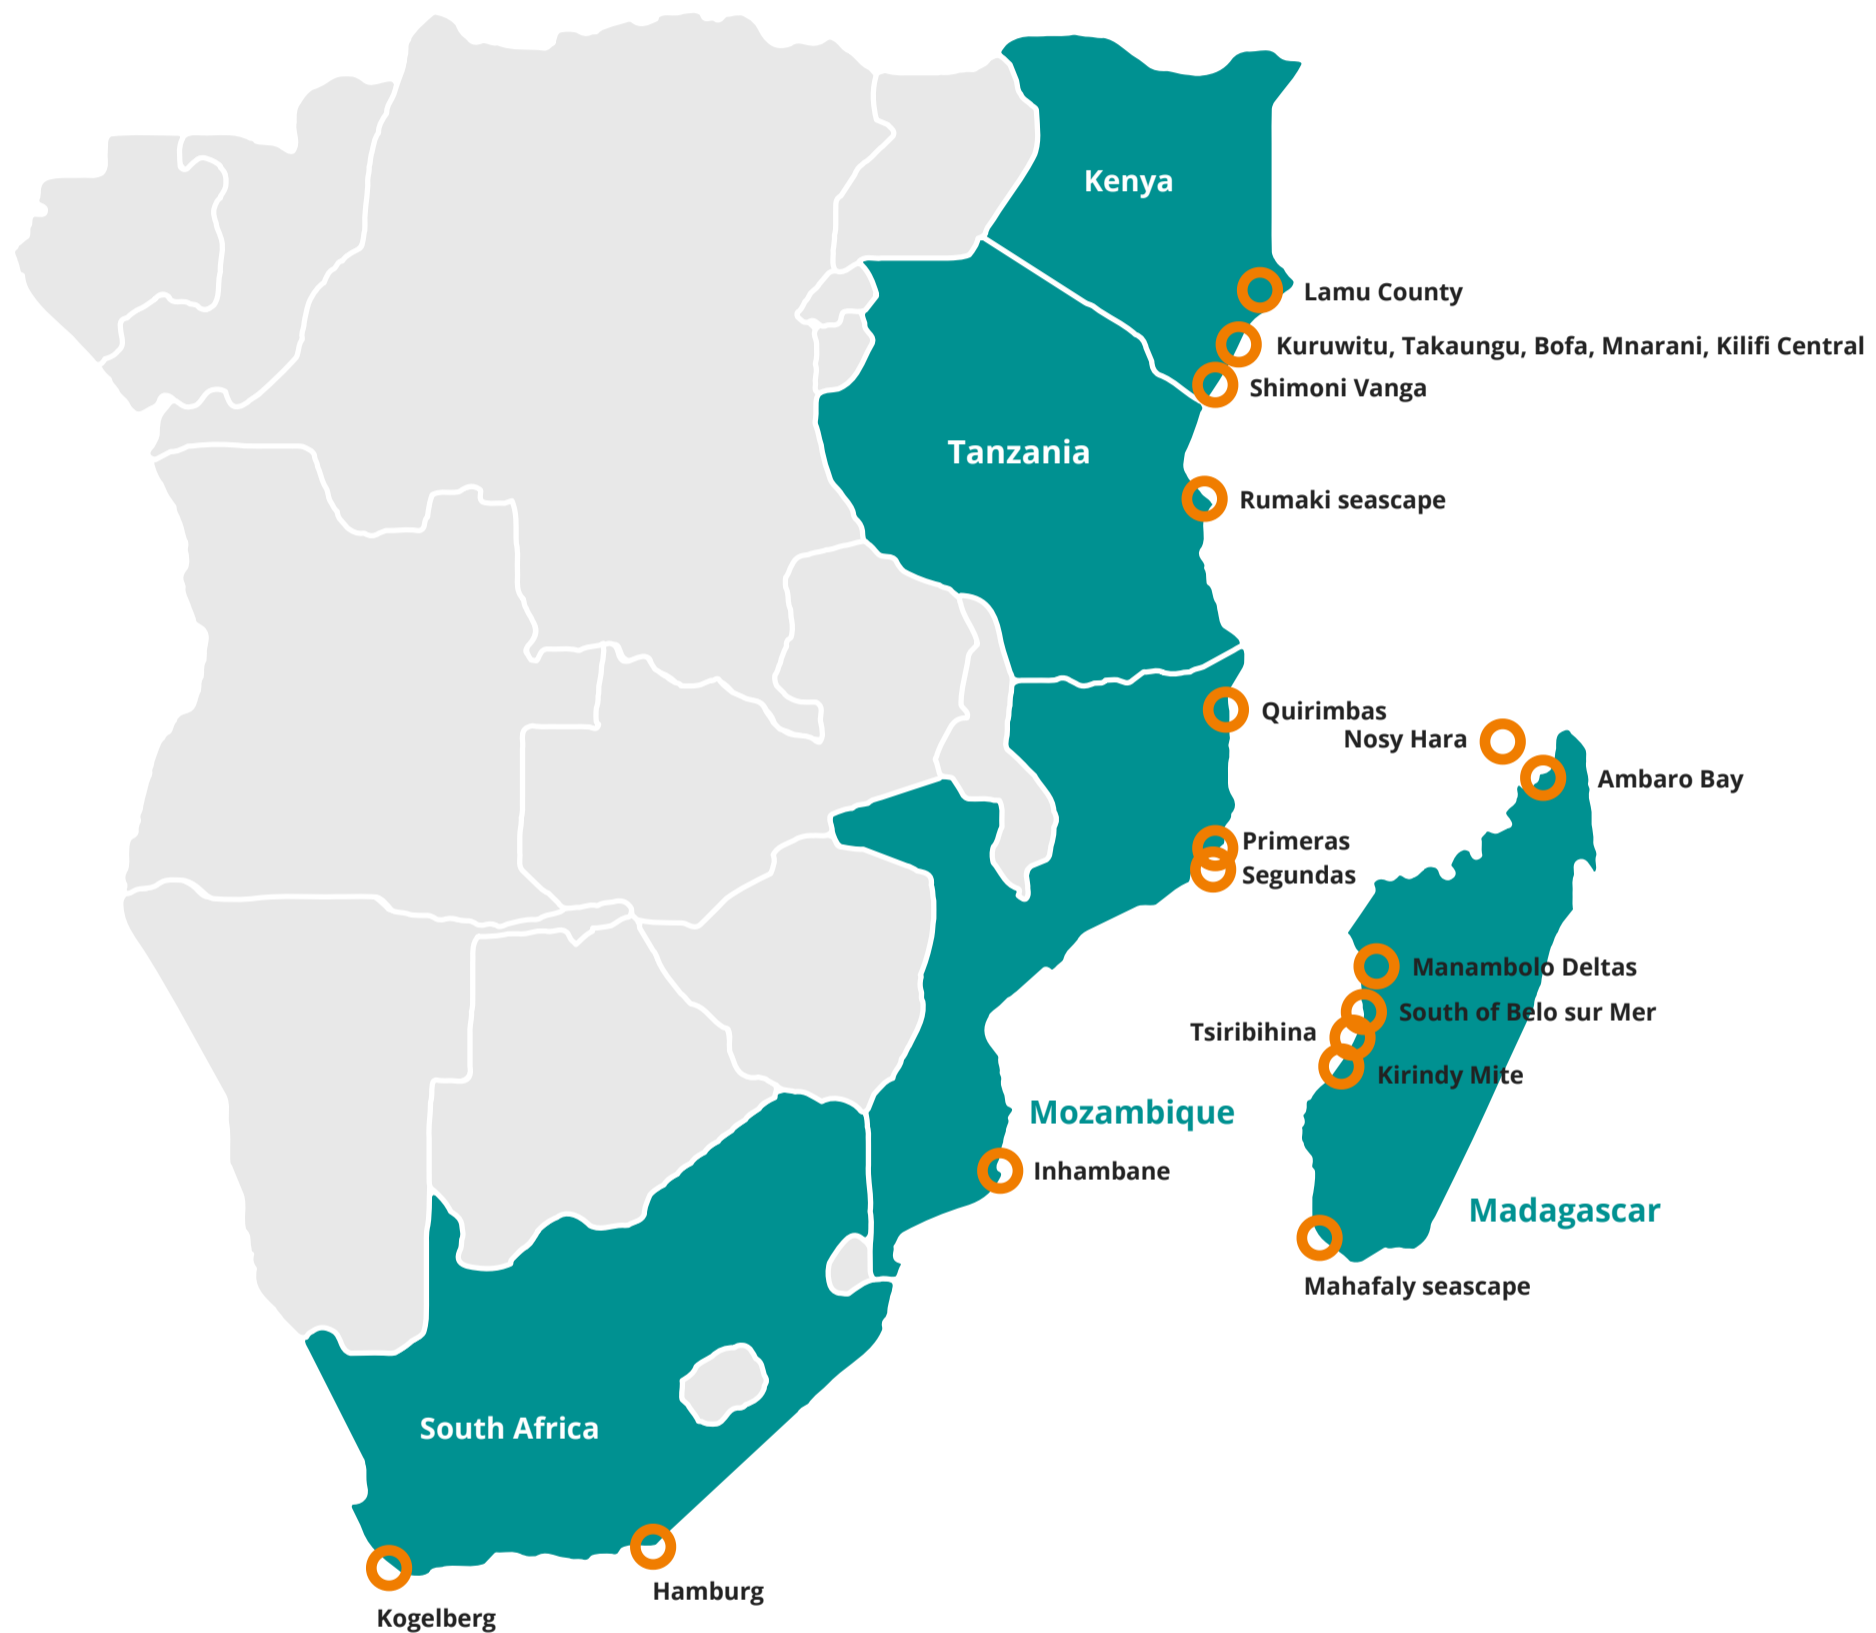 Kenya
Lamu County
Kuruwitu, Takaungu, Bofa, Mnarani, Kilifi Central
Shimoni Vanga
Tanzania
Rumaki seascape
Quirimbas
Nosy Hara
Ambaro Bay
Primeras
Segundas
Manambolo Deltas
South of Belo sur Mer
Tsiribihina
Kirindy Mite
Mozambique
Inhambane
Madagascar
Mahafaly seascape
South Africa
Hamburg
Kogelberg